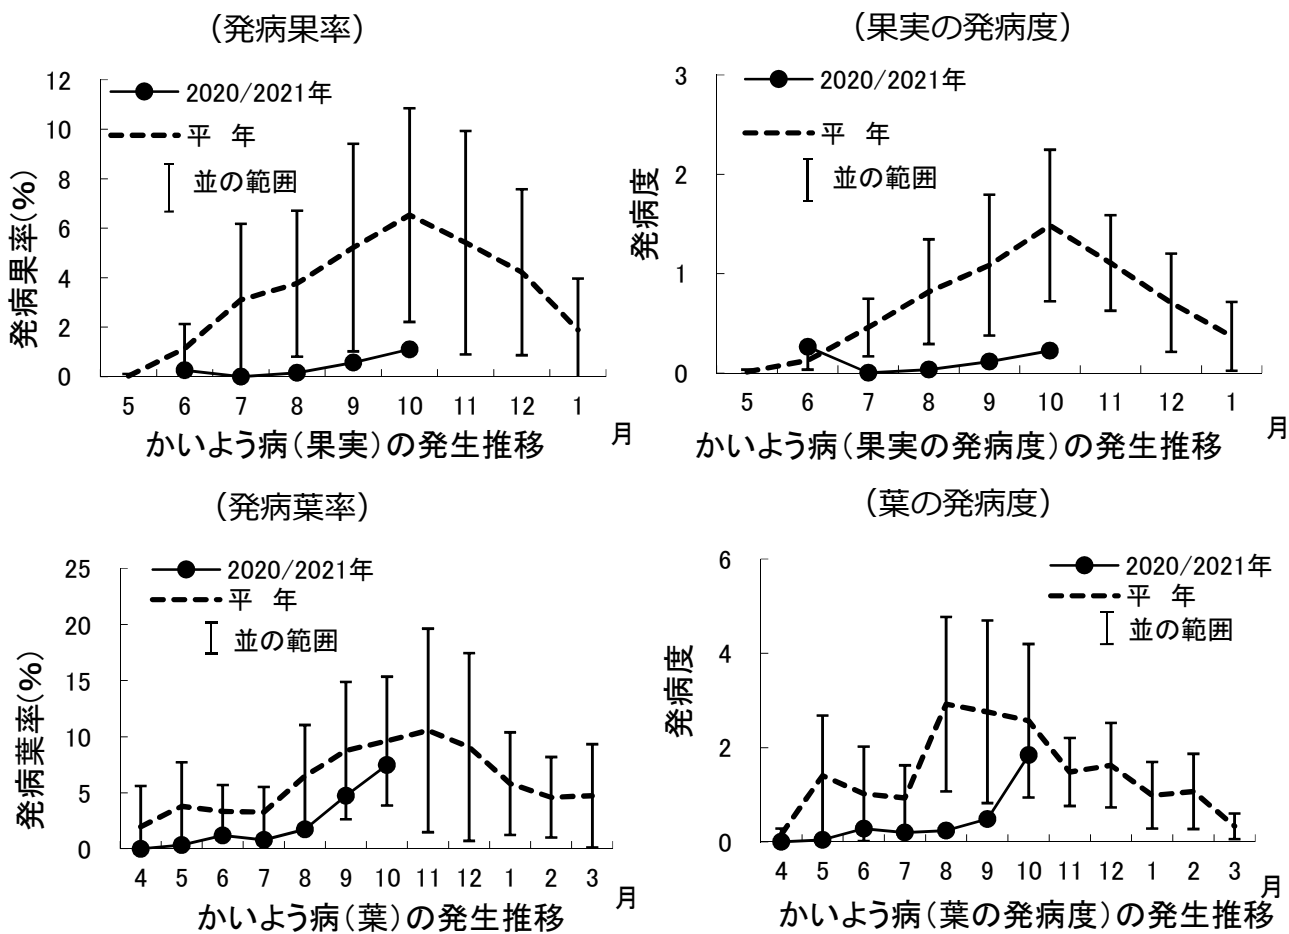 (発病果率)
発病果率(%)
12
10
8
6
4
2
0
2020/2021年
平 年
並の範囲
5 6 7 8 9 10 11 12 1
月
かいよう病(果実)の発生推移
(果実の発病度)
発病度
3
2
1
0
2020/2021年
平 年
並の範囲
5 6 7 8 9 10 11 12 1
月
かいよう病(果実の発病度)の発生推移
(発病葉率)
発病葉率(%)
25
20
15
10
5
0
2020/2021年
平 年
並の範囲
4 5 6 7 8 9 10 11 12 1 2 3
月
かいよう病(葉)の発生推移
(葉の発病度)
発病度
6
4
2
0
2020/2021年
平 年
並の範囲
4 5 6 7 8 9 10 11 12 1 2 3
月
かいよう病(葉の発病度)の発生推移